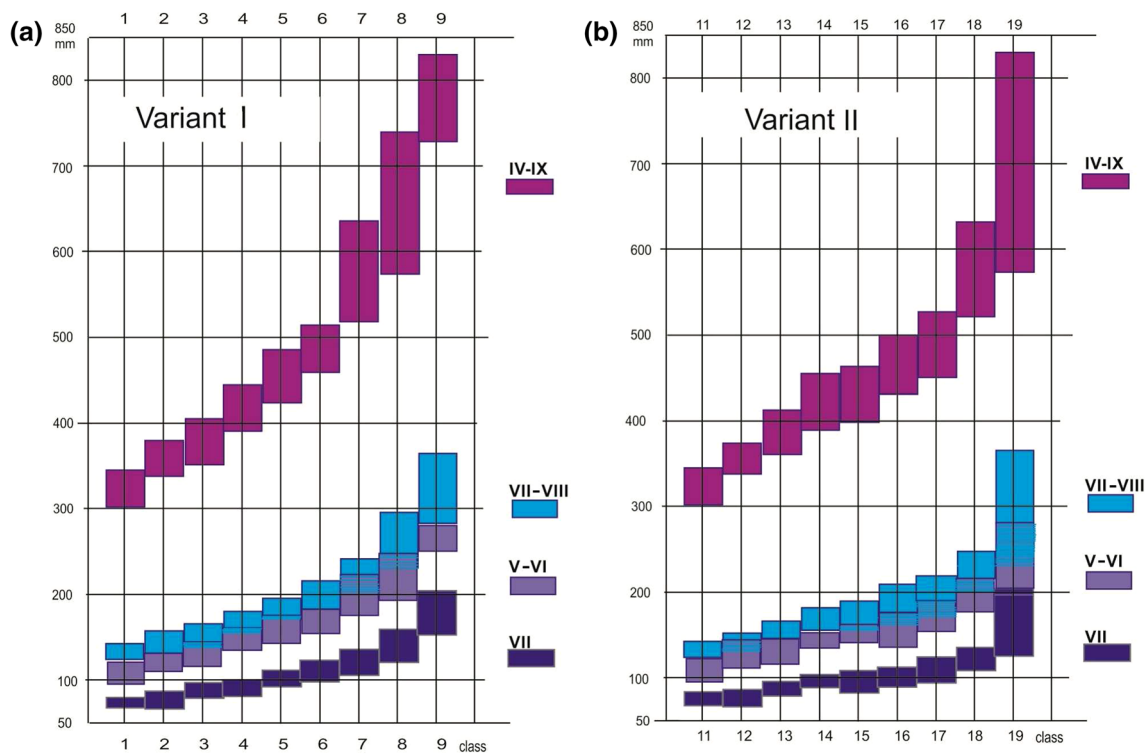 (a)
850
mm
1 2 3 4 5 6 7 8 9
800
Variant I
700
IV-IX
600
500
400
300
VII-VIII
V-VI
200
VII
100
50
1 2 3 4 5 6 7 8 9 class
(b)
850
mm
11 12 13 14 15 16 17 18 19
800
Variant II
700
IV-IX
600
500
400
300
VII-VIII
V-VI
200
VII
100
50
11 12 13 14 15 16 17 18 19 class